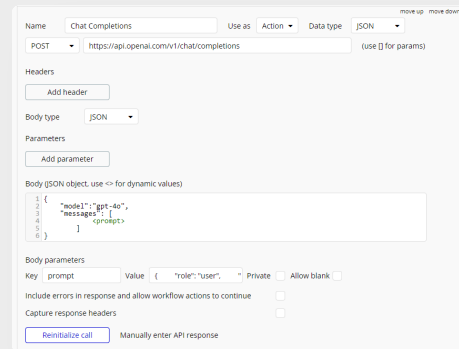 move up move down
Name Chat Completions Use as Action Data type JSON
POST https://api.openai.com/v1/chat/completions (use [] for params)
Headers
Add header
Body type JSON
Parameters
Add parameter
Body (JSON object, use <> for dynamic values)
1 {
2 "model":"gpt-4o",
3 "messages": [
4 <prompt>
5 ]
6 }
Body parameters
Key prompt Value { "role": "user", " Private Allow blank
Include errors in response and allow workflow actions to continue
Capture response headers
Reinitialize call Manually enter API response